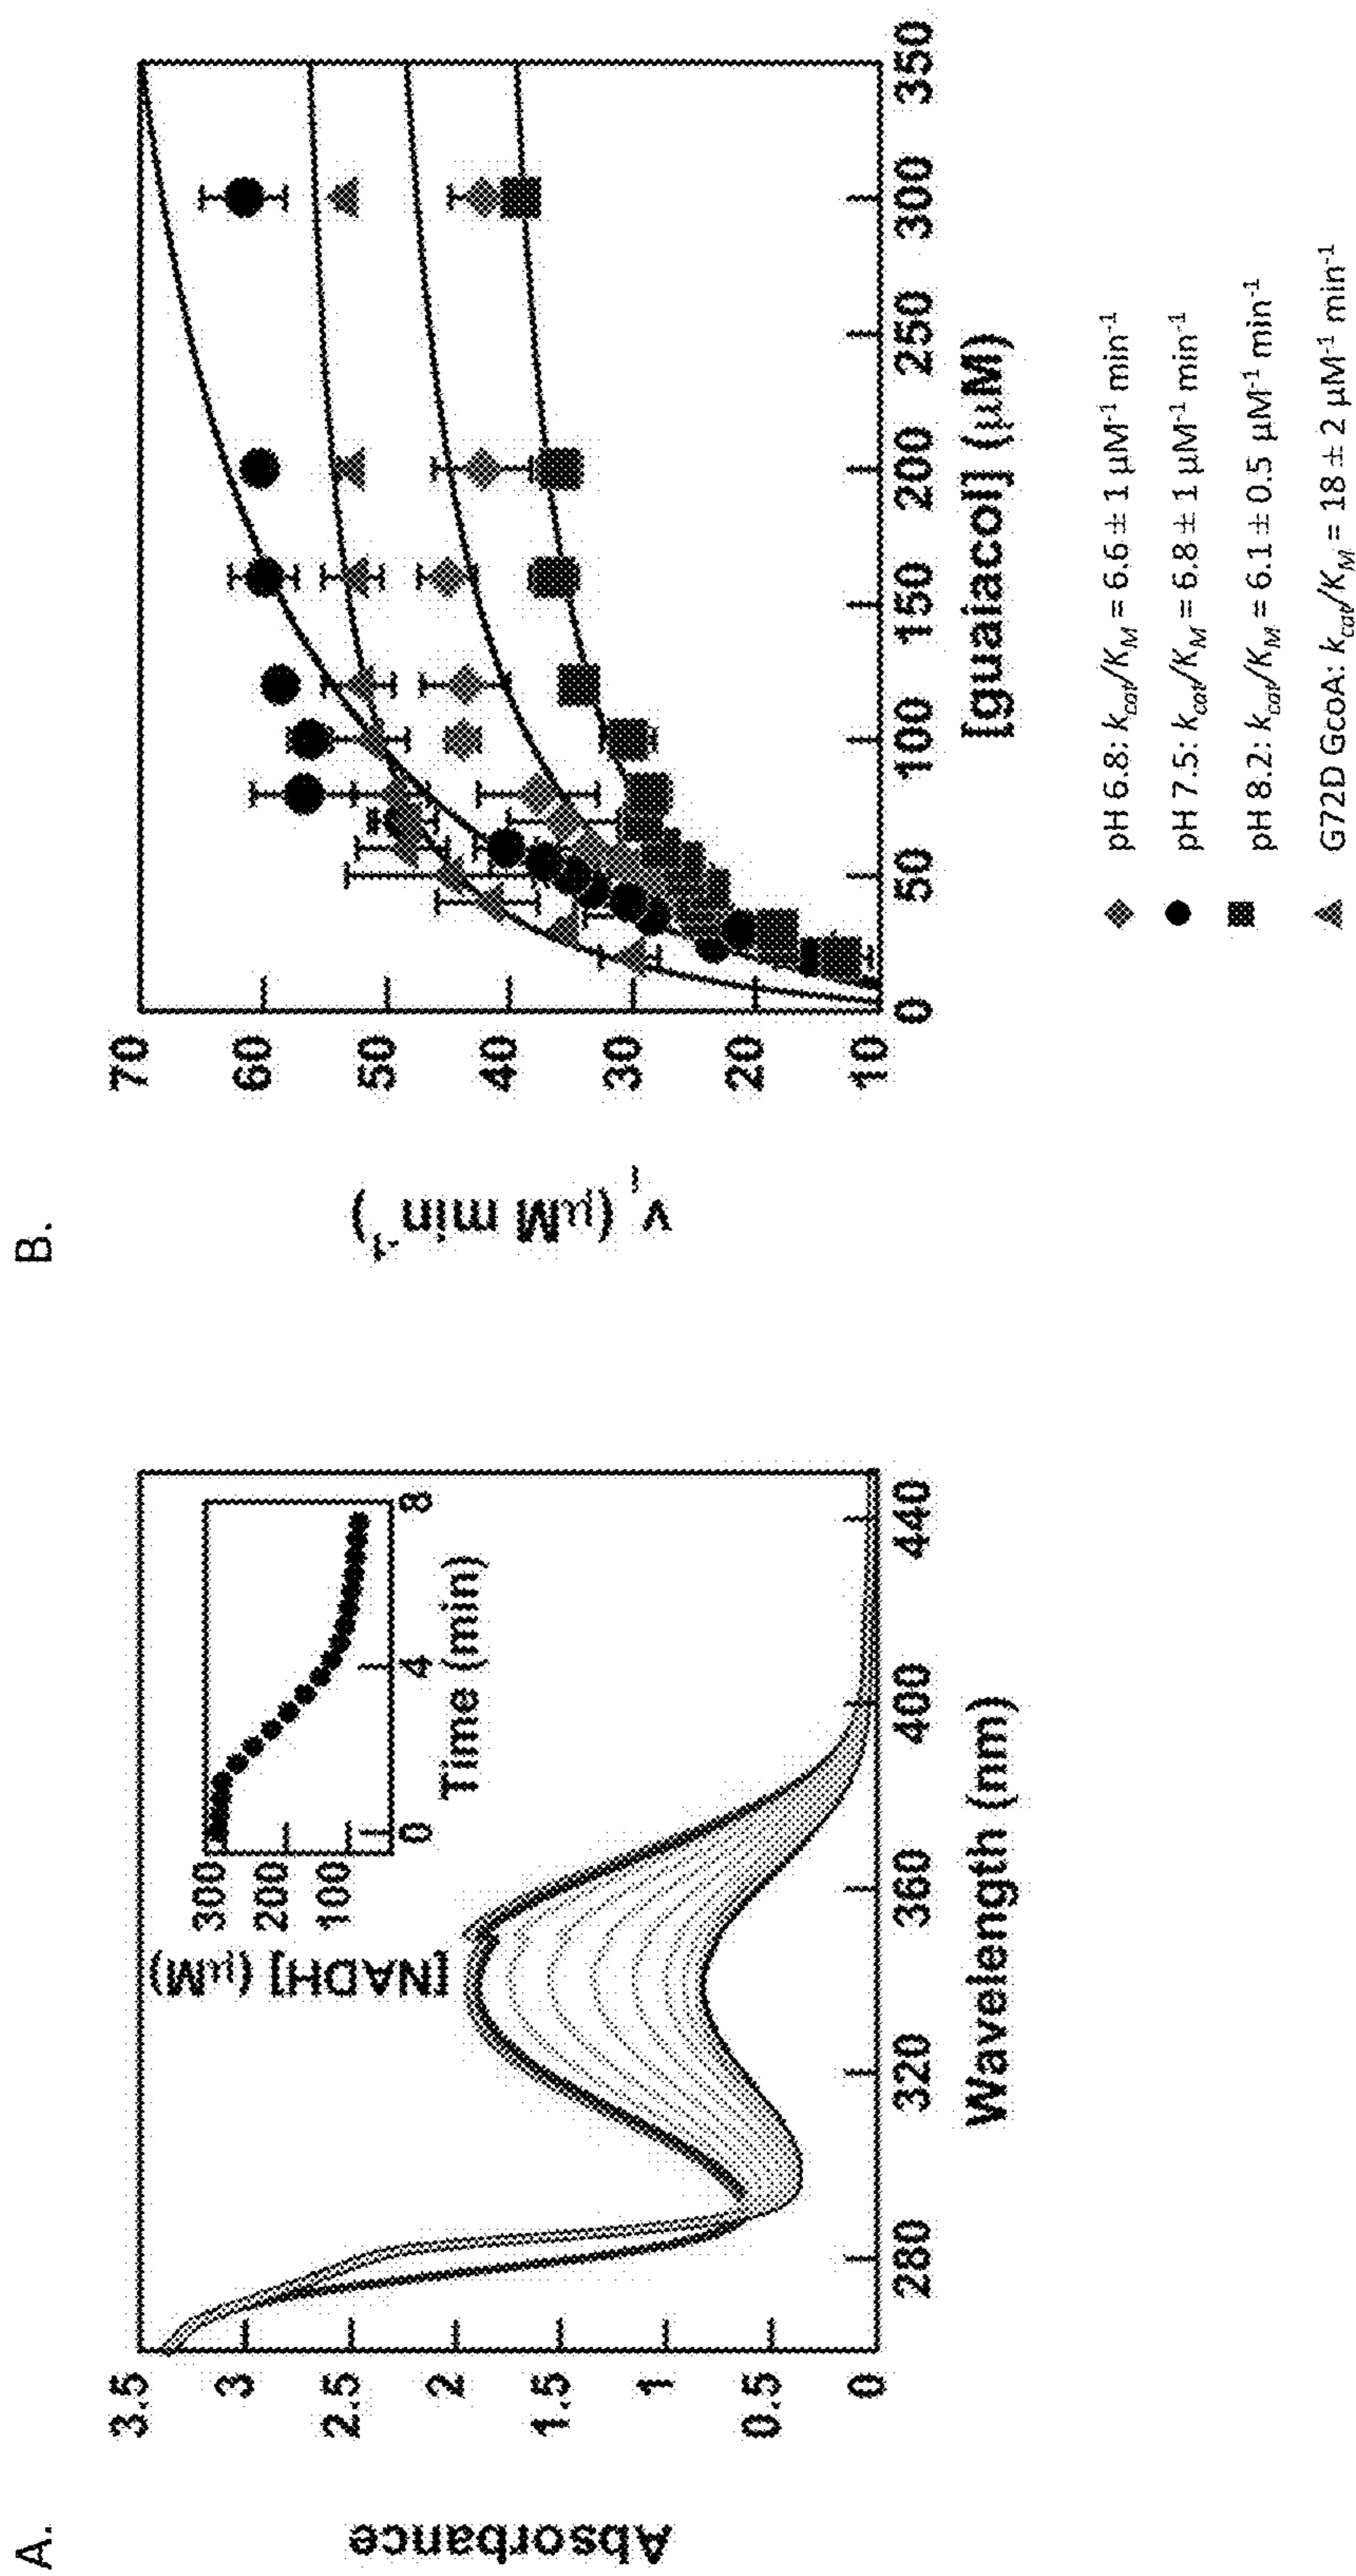 A.
Absorbance
3.5
3
2.5
2
1.5
1
0.5
0
280
320
360
400
440
Wavelength (nm)
[NADH] (μM)
300
200
100
0
4
8
Time (min)
B.
v_i (μM min⁻¹)
70
60
50
40
30
20
10
0
50
100
150
200
250
300
350
[guaiacol] (μM)
pH 6.8: k_cat/K_M = 6.6 ± 1 μM⁻¹ min⁻¹
pH 7.5: k_cat/K_M = 6.8 ± 1 μM⁻¹ min⁻¹
pH 8.2: k_cat/K_M = 6.1 ± 0.5 μM⁻¹ min⁻¹
G72D GcoA: k_cat/K_M = 18 ± 2 μM⁻¹ min⁻¹